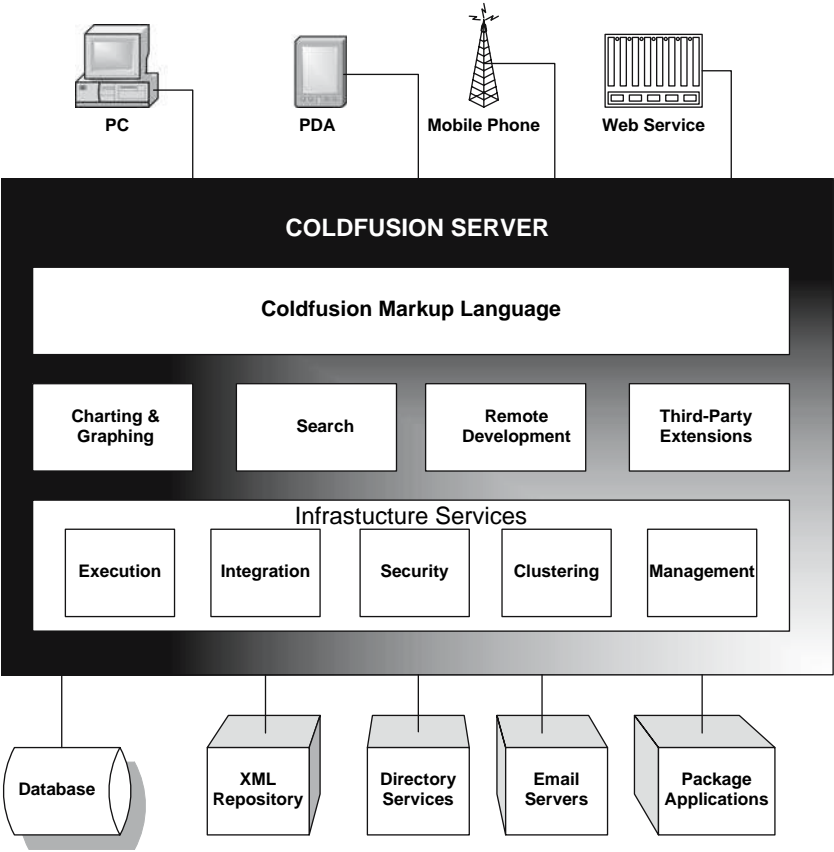 PC
PDA
Mobile Phone
Web Service
COLDFUSION SERVER
Coldfusion Markup Language
Charting &
Graphing
Search
Remote
Development
Third-Party
Extensions
Infrastucture Services
Execution
Integration
Security
Clustering
Management
Database
XML
Repository
Directory
Services
Email
Servers
Package
Applications